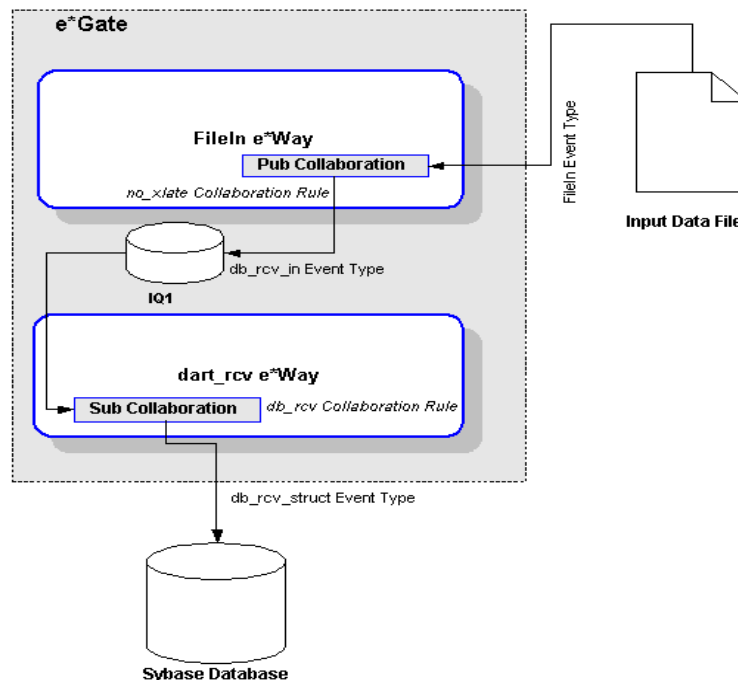 e*Gate
FileIn e*Way
Pub Collaboration
no_xlate Collaboration Rule
FileIn Event Type
Input Data File
db_rcv_in Event Type
IQ1
dart_rcv e*Way
Sub Collaboration
db_rcv Collaboration Rule
db_rcv_struct Event Type
Sybase Database